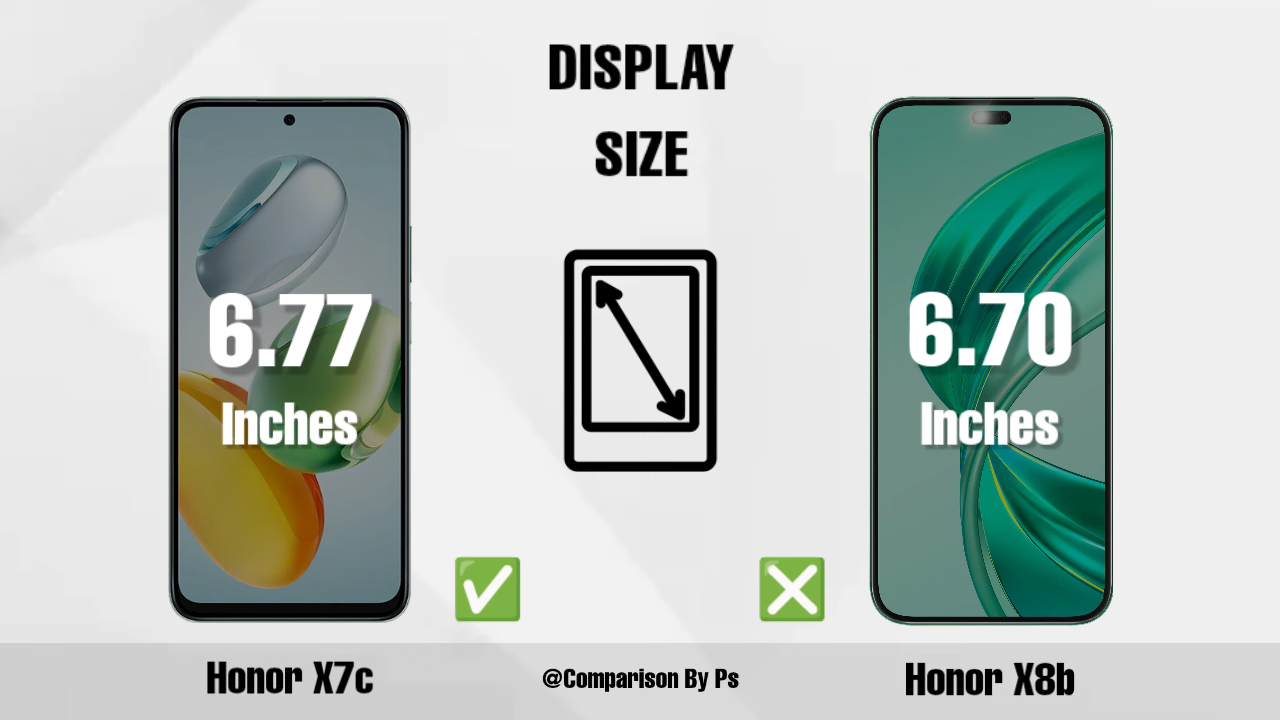 DISPLAY
SIZE
6.77
Inches
6.70
Inches
Honor X7c
@Comparison By Ps
Honor X8b